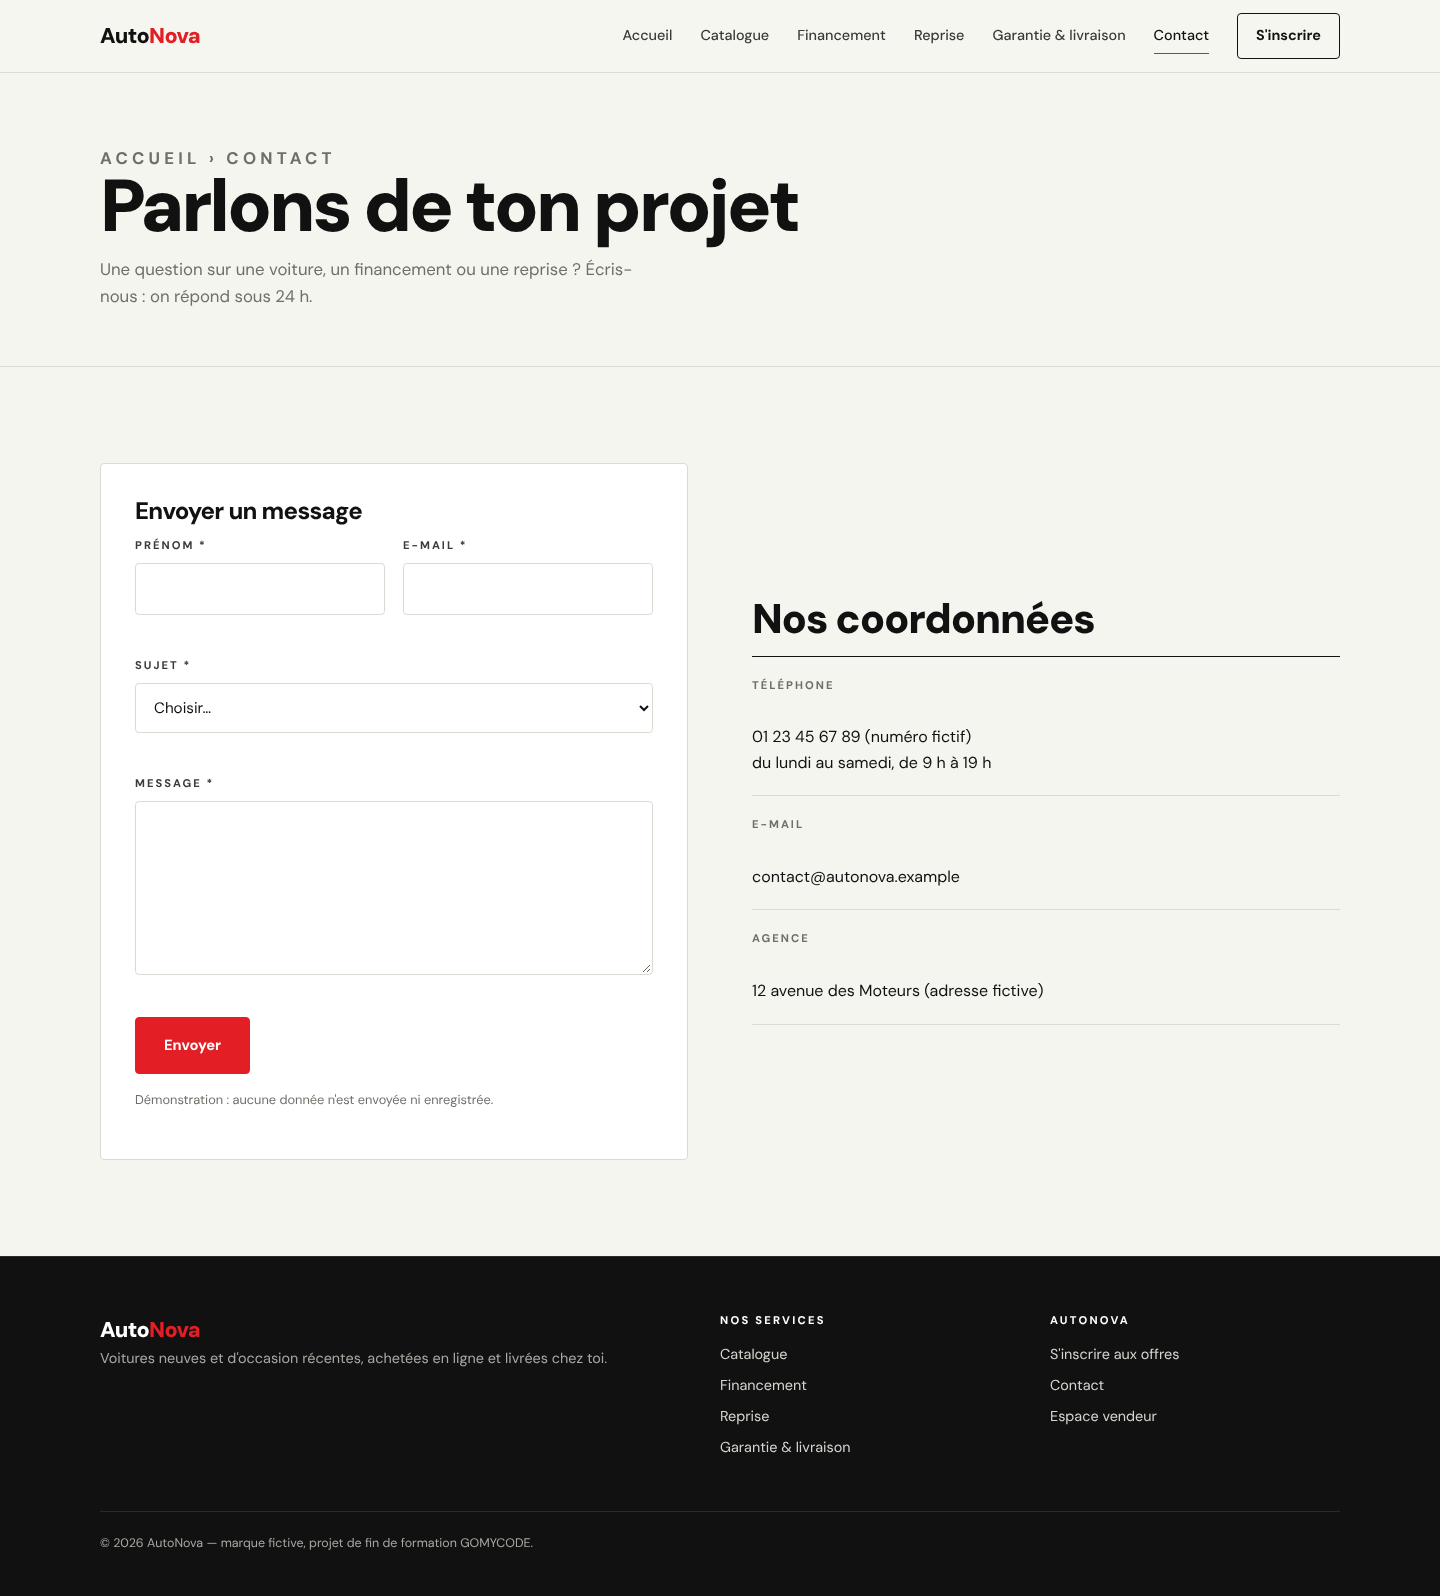 AutoNova
Accueil
Catalogue
Financement
Reprise
Garantie & livraison
Contact
S'inscrire
ACCUEIL › CONTACT
Parlons de ton projet
Une question sur une voiture, un financement ou une reprise ? Écris-
nous : on répond sous 24 h.
Envoyer un message
PRÉNOM *
E-MAIL *
SUJET *
Choisir...
MESSAGE *
Envoyer
Démonstration : aucune donnée n'est envoyée ni enregistrée.
Nos coordonnées
TÉLÉPHONE
01 23 45 67 89 (numéro fictif)
du lundi au samedi, de 9 h à 19 h
E-MAIL
contact@autonova.example
AGENCE
12 avenue des Moteurs (adresse fictive)
AutoNova
Voitures neuves et d'occasion récentes, achetées en ligne et livrées chez toi.
NOS SERVICES
Catalogue
Financement
Reprise
Garantie & livraison
AUTONOVA
S'inscrire aux offres
Contact
Espace vendeur
© 2026 AutoNova — marque fictive, projet de fin de formation GOMYCODE.